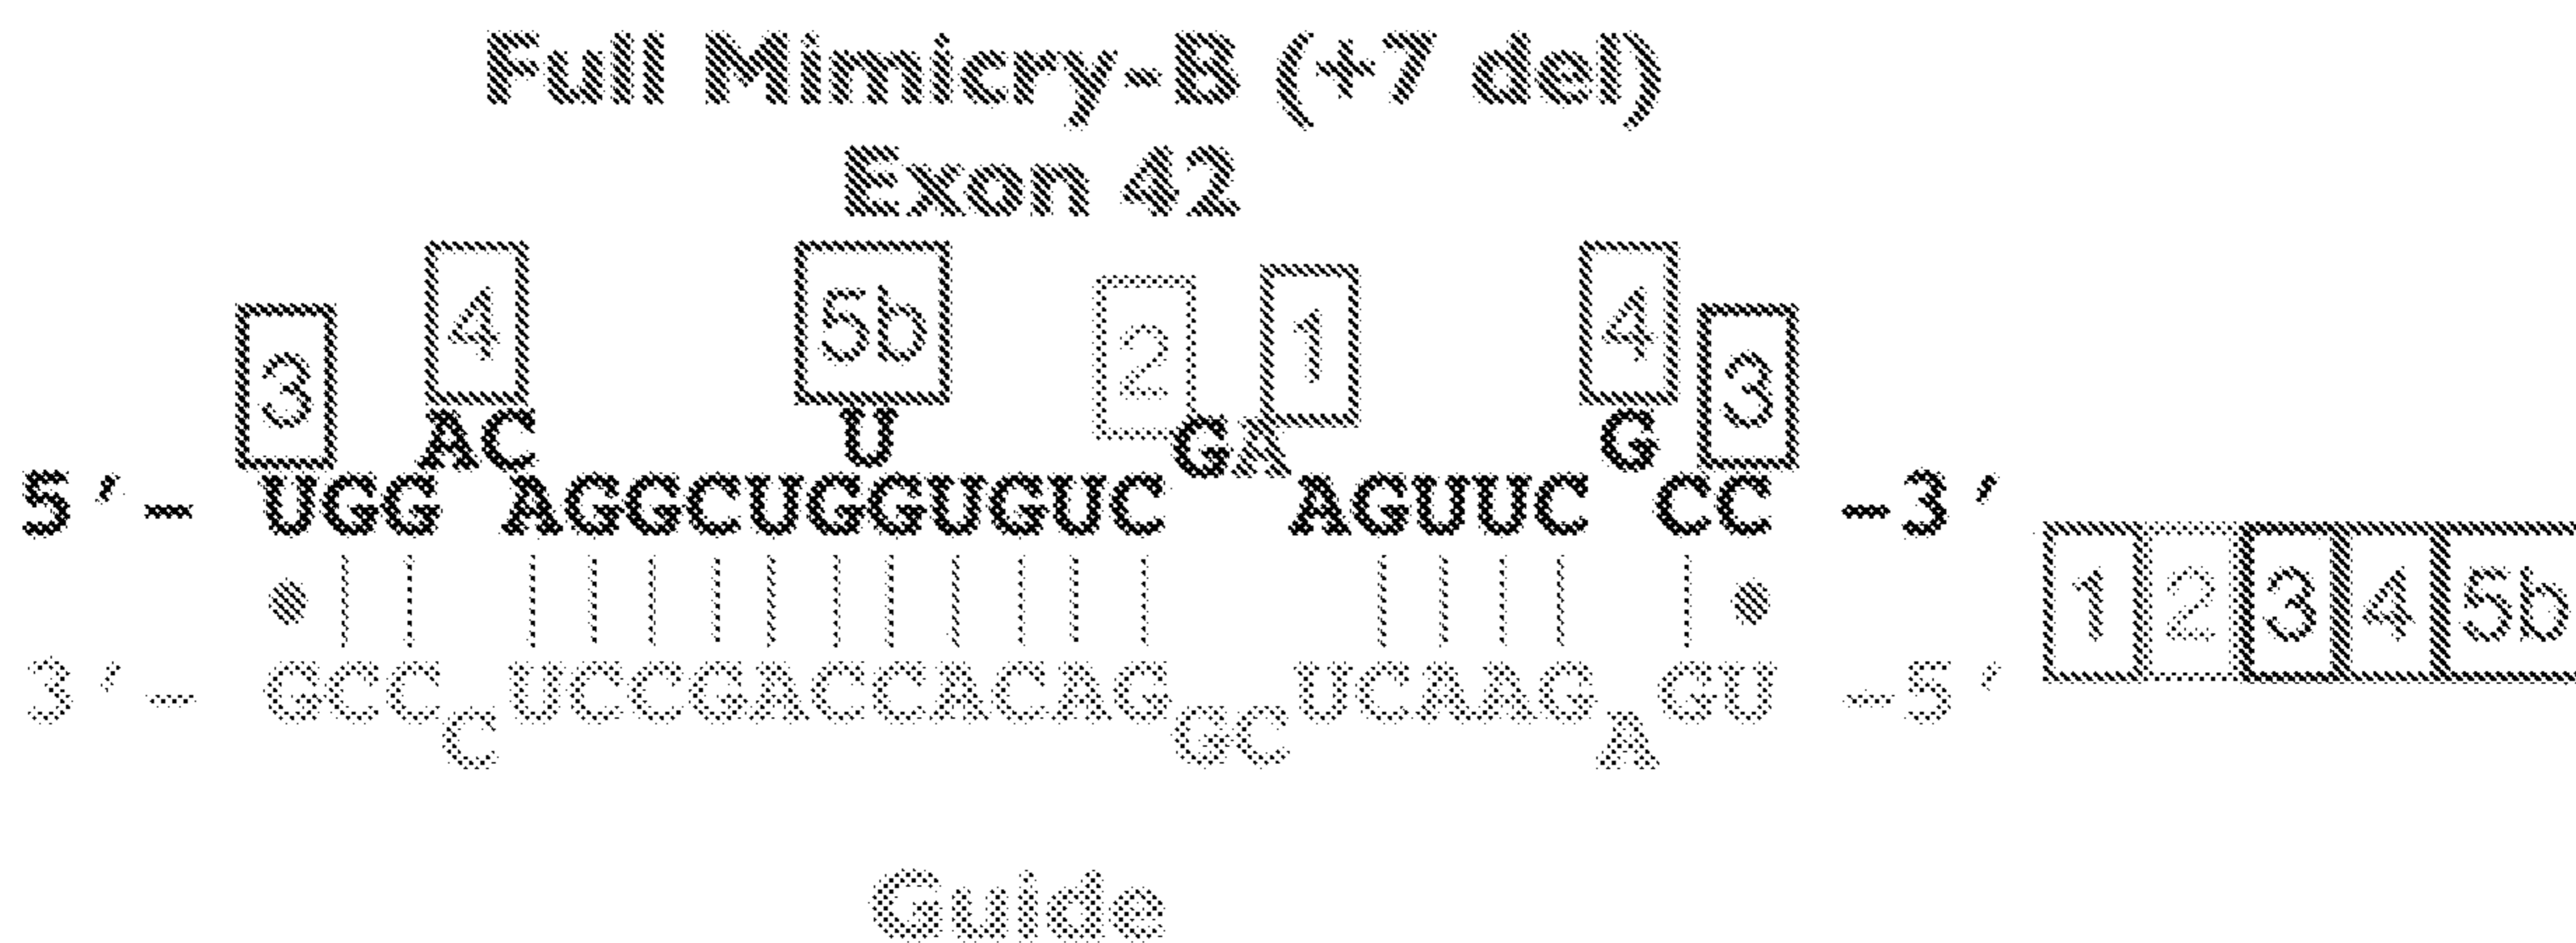 Full Mimicry-B (+7 del)
Exon 42
3 4 5b 2 1 4 3
AC U GA G
5′– UGG AGGCUGGUGUC AGUUC CC –3′
1 2 3 4 5b
3′– GCC UCCGACCACAG UCAAG GU –5′
C GC A
Guide